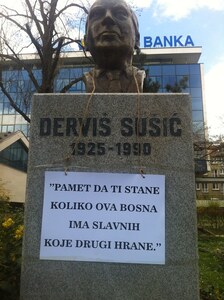 BANKA
DERVIŠ SUŠIĆ
1925-1990
"PAMET DA TI STANE
KOLIKO OVA BOSNA
IMA SLAVNIH
KOJE DRUGI HRANE."